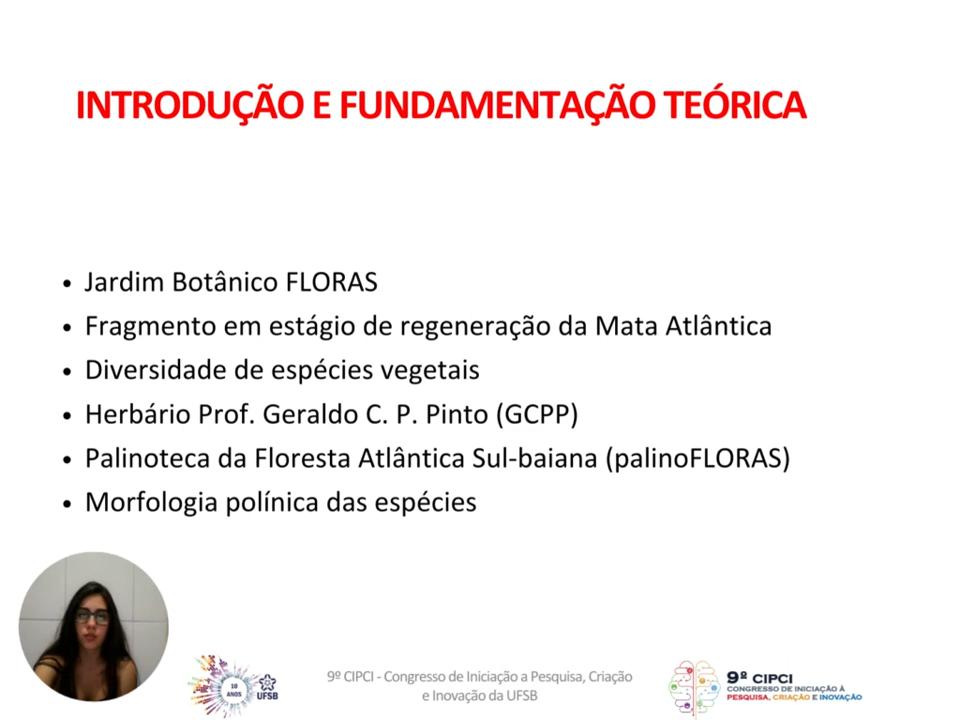 INTRODUÇÃO E FUNDAMENTAÇÃO TEÓRICA
• Jardim Botânico FLORAS
• Fragmento em estágio de regeneração da Mata Atlântica
• Diversidade de espécies vegetais
• Herbário Prof. Geraldo C. P. Pinto (GCPP)
• Palinoteca da Floresta Atlântica Sul-baiana (palinoFLORAS)
• Morfologia polínica das espécies
10
ANOS
UFSB
9º CIPCI - Congresso de Iniciação a Pesquisa, Criação
e Inovação da UFSB
9º CIPCI
CONGRESSO DE INICIAÇÃO À
PESQUISA, CRIAÇÃO E INOVAÇÃO